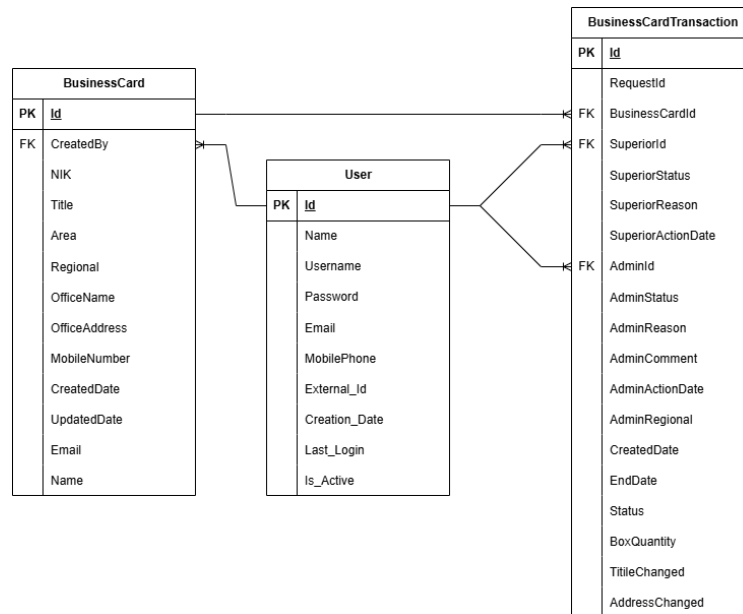 BusinessCard
PK Id
FK CreatedBy
NIK
Title
Area
Regional
OfficeName
OfficeAddress
MobileNumber
CreatedDate
UpdatedDate
Email
Name
User
PK Id
Name
Username
Password
Email
MobilePhone
External_Id
Creation_Date
Last_Login
Is_Active
BusinessCardTransaction
PK Id
RequestId
FK BusinessCardId
FK SuperiorId
SuperiorStatus
SuperiorReason
SuperiorActionDate
FK AdminId
AdminStatus
AdminReason
AdminComment
AdminActionDate
AdminRegional
CreatedDate
EndDate
Status
BoxQuantity
TitileChanged
AddressChanged